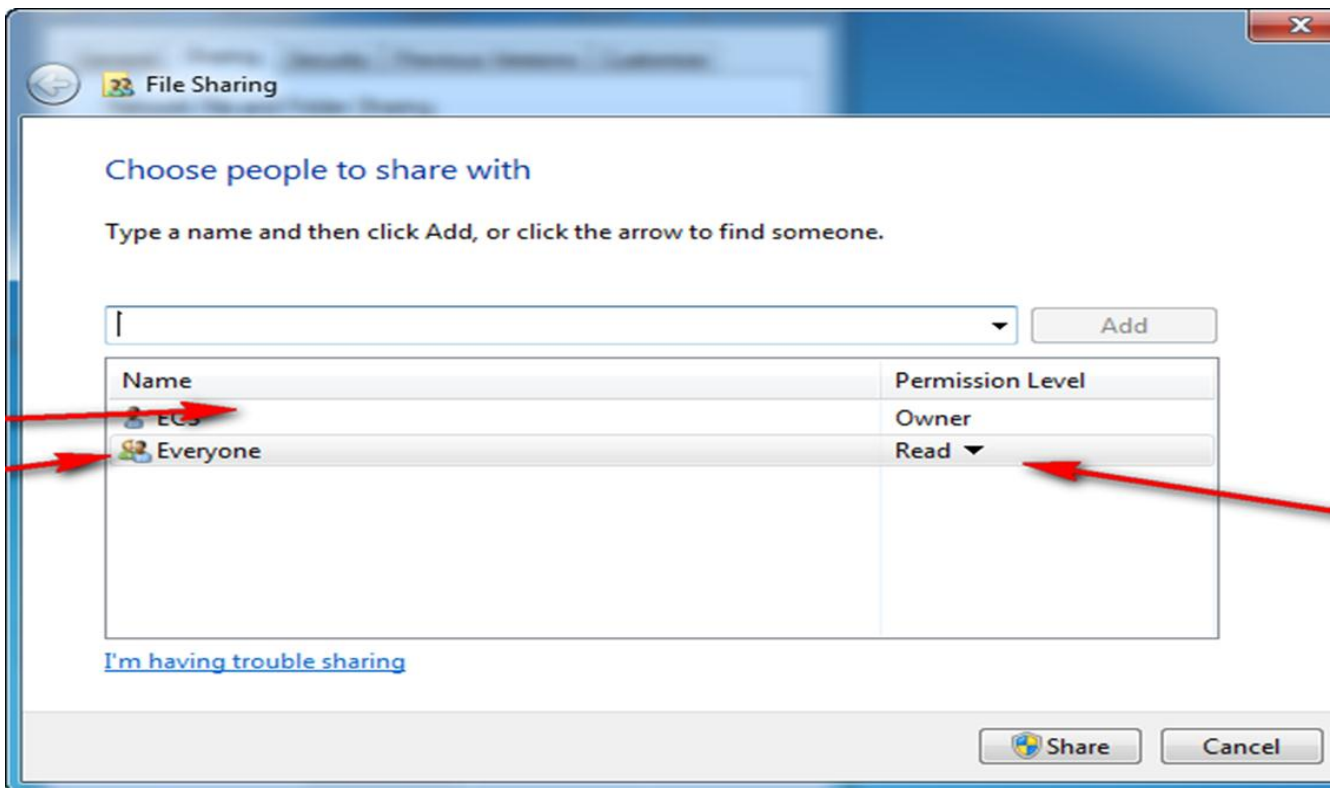 File Sharing
Choose people to share with
Type a name and then click Add, or click the arrow to find someone.
Add
Name Permission Level
Owner
Everyone Read
I'm having trouble sharing
Share Cancel